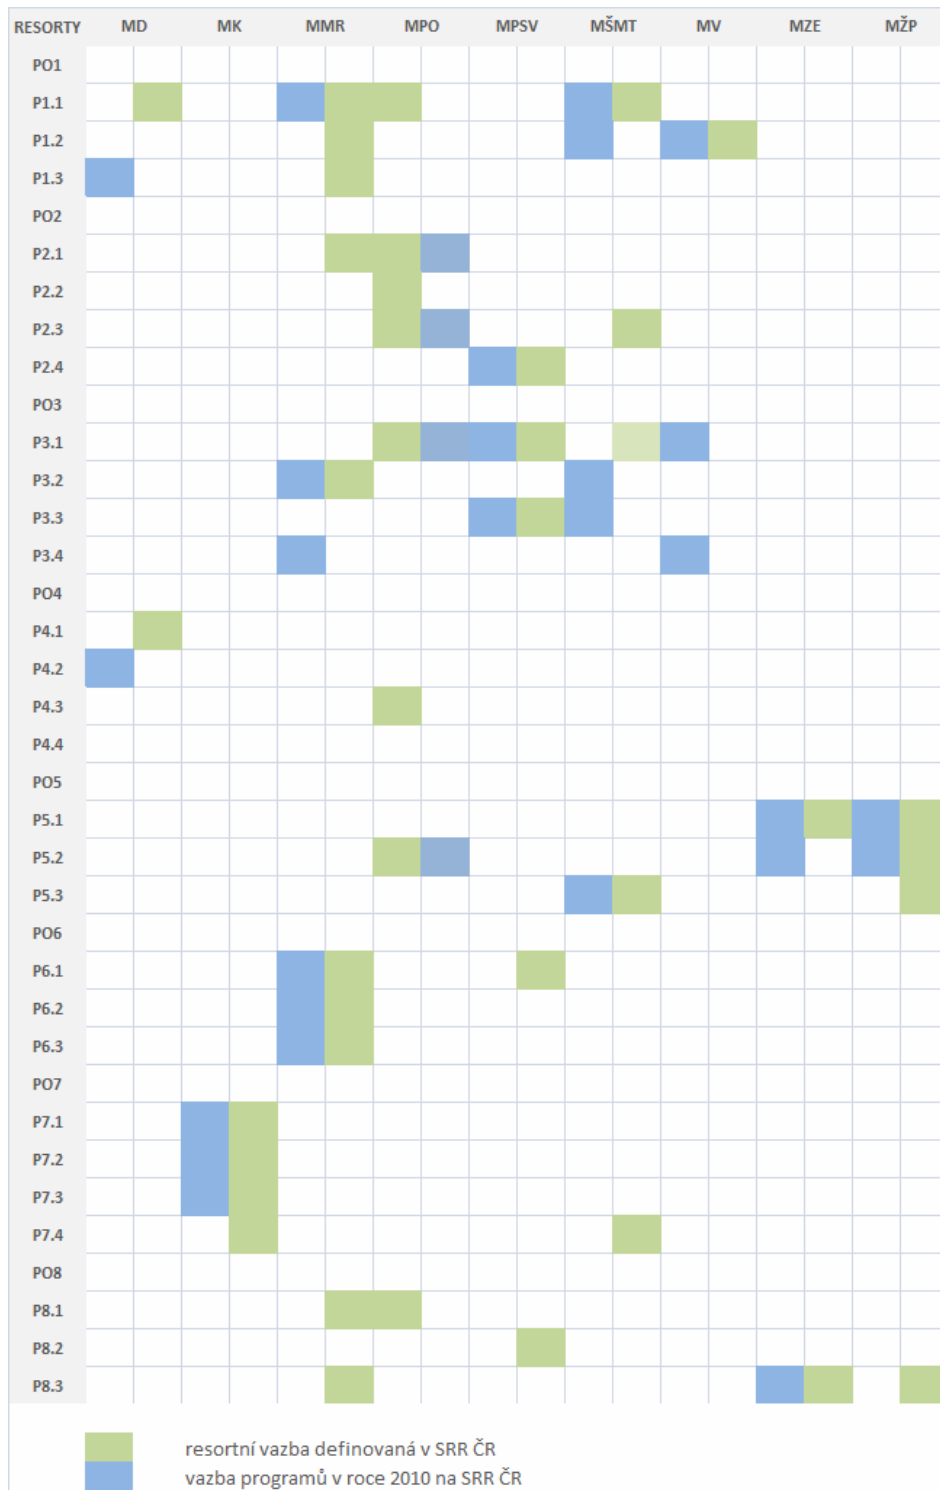 RESORTY MD MK MMR MPO MPSV MŠMT MV MZE MŽP
PO1
P1.1
P1.2
P1.3
PO2
P2.1
P2.2
P2.3
P2.4
PO3
P3.1
P3.2
P3.3
P3.4
PO4
P4.1
P4.2
P4.3
P4.4
PO5
P5.1
P5.2
P5.3
PO6
P6.1
P6.2
P6.3
PO7
P7.1
P7.2
P7.3
P7.4
PO8
P8.1
P8.2
P8.3
resortní vazba definovaná v SRR ČR
vazba programů v roce 2010 na SRR ČR